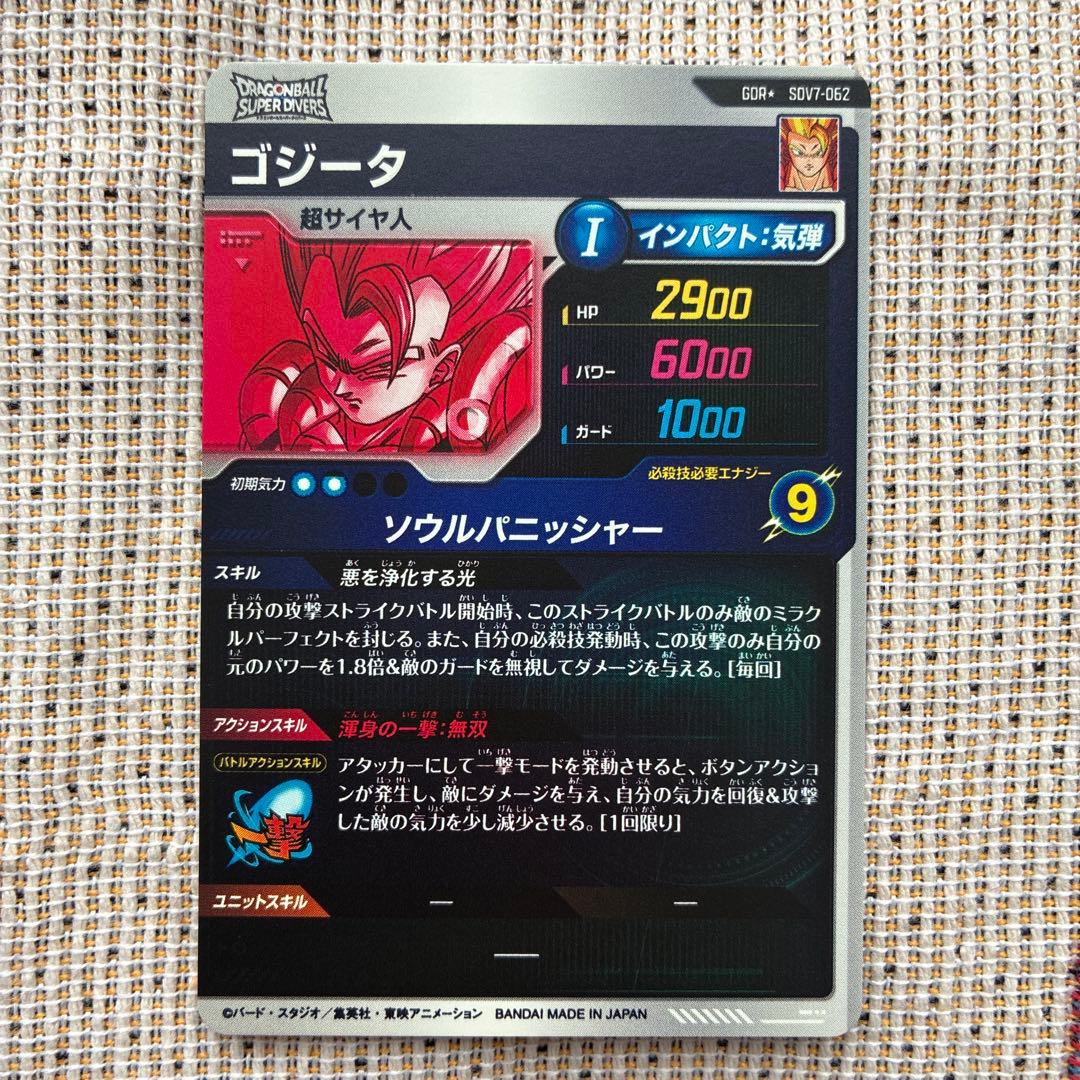 DRAGONBALL
SUPER DIVERS
GDR★ SDV7-062
ゴジータ
超サイヤ人
I インパクト:気弾
HP 2900
パワー 6000
ガード 1000
初期気力
必殺技必要エナジー
9
ソウルパニッシャー
スキル 悪を浄化する光
自分の攻撃ストライクバトル開始時、このストライクバトルのみ敵のミラク
ルパーフェクトを封じる。また、自分の必殺技発動時、この攻撃のみ自分の
元のパワーを1.8倍&敵のガードを無視してダメージを与える。[毎回]
アクションスキル 渾身の一撃:無双
バトルアクションスキル
一撃
アタッカーにして一撃モードを発動させると、ボタンアクショ
ンが発生し、敵にダメージを与え、自分の気力を回復&攻撃
した敵の気力を少し減少させる。[1回限り]
ユニットスキル — —
—
©バード・スタジオ/集英社・東映アニメーション BANDAI MADE IN JAPAN